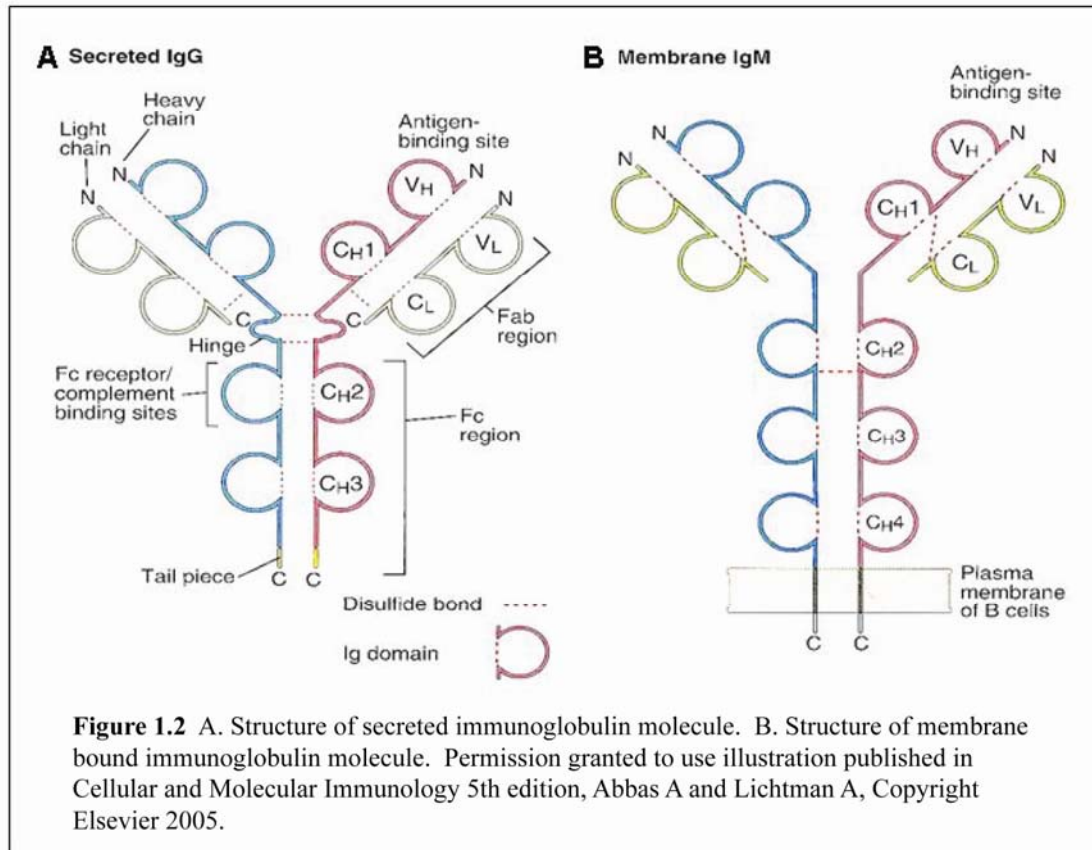 A Secreted IgG
Heavy
chain
Light
chain
N
N
Antigen-
binding site
VH
N
N
CH1
VL
CL
C
C
Hinge
Fab
region
Fc receptor/
complement
binding sites
CH2
Fc
region
CH3
Tail piece
C C
Disulfide bond
Ig domain
B Membrane IgM
Antigen-
binding site
N
N
VH
N
N
CH1
VL
CL
CH2
CH3
CH4
Plasma
membrane
of B cells
C C
Figure 1.2 A. Structure of secreted immunoglobulin molecule. B. Structure of membrane
bound immunoglobulin molecule. Permission granted to use illustration published in
Cellular and Molecular Immunology 5th edition, Abbas A and Lichtman A, Copyright
Elsevier 2005.